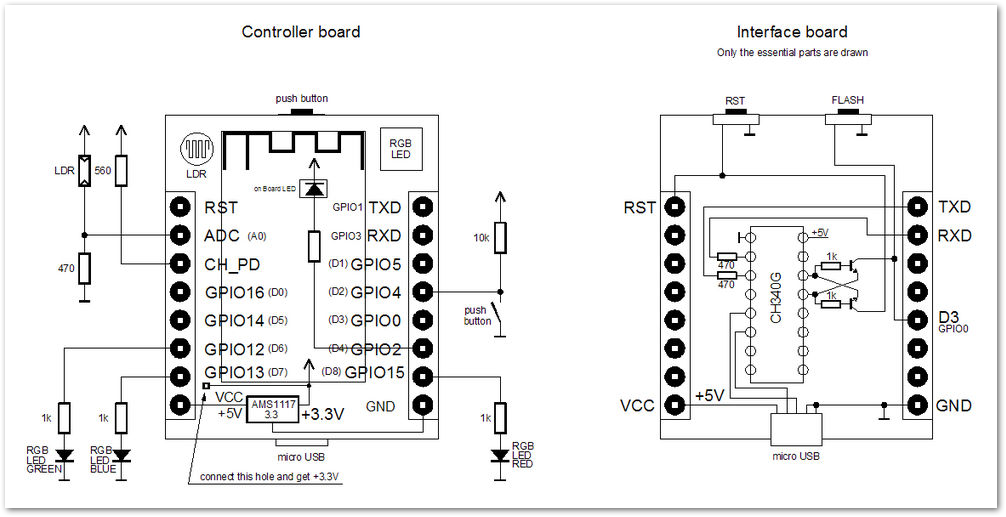 Controller board
Interface board
Only the essential parts are drawn
push button
RST
FLASH
RGB
LED
LDR
LDR
560
on Board LED
RST
GPIO1
TXD
RST
TXD
ADC (A0)
GPIO3
RXD
10k
+5V
RXD
470
CH_PD
(D1) GPIO5
470
470
1k
GPIO16 (D0)
(D2) GPIO4
1k
CH340G
push
button
GPIO14 (D5)
(D3) GPIO0
D3
GPIO0
GPIO12 (D6)
(D4) GPIO2
GPIO13 (D7)
(D8) GPIO15
VCC
+5V
AMS1117
3.3
+3.3V
GND
VCC
+5V
GND
1k
1k
1k
RGB
LED
GREEN
RGB
LED
BLUE
micro USB
RGB
LED
RED
micro USB
connect this hole and get +3.3V